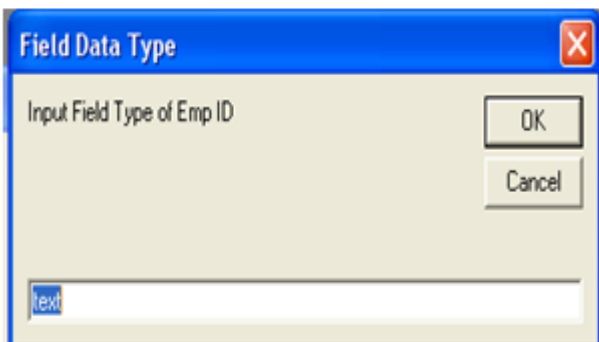 Field Data Type
Input Field Type of Emp ID
OK
Cancel
text